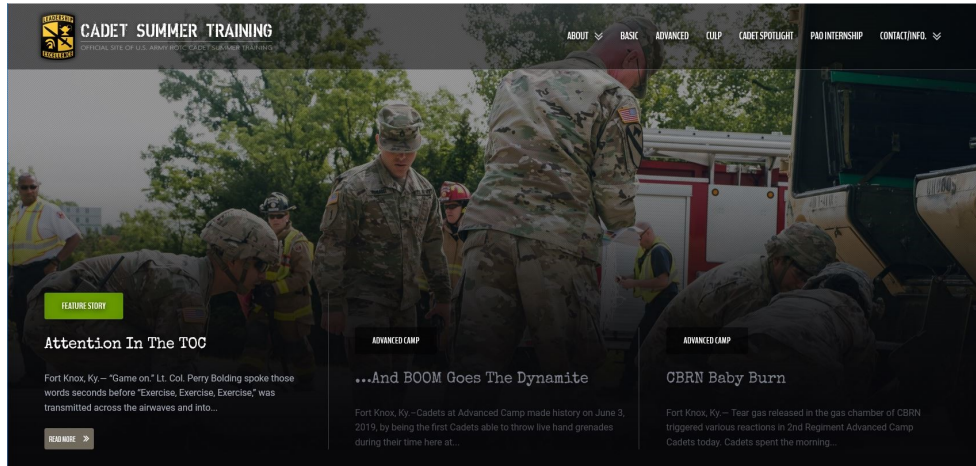 LEADERSHIP
EXCELLENCE
CADET SUMMER TRAINING
OFFICIAL SITE OF U.S. ARMY ROTC CADET SUMMER TRAINING
ABOUT BASIC ADVANCED CULP CADET SPOTLIGHT PAO INTERNSHIP CONTACT/INFO.
FEATURE STORY
Attention In The TOC
Fort Knox, Ky.— “Game on.” Lt. Col. Perry Bolding spoke those
words seconds before “Exercise, Exercise, Exercise,” was
transmitted across the airwaves and into...
READ MORE
ADVANCED CAMP
...And BOOM Goes The Dynamite
Fort Knox, Ky.–Cadets at Advanced Camp made history on June 3,
2019, by being the first Cadets able to throw live hand grenades
during their time here at...
ADVANCED CAMP
CBRN Baby Burn
Fort Knox, Ky.— Tear gas released in the gas chamber of CBRN
triggered various reactions in 2nd Regiment Advanced Camp
Cadets today. Cadets spent the morning...